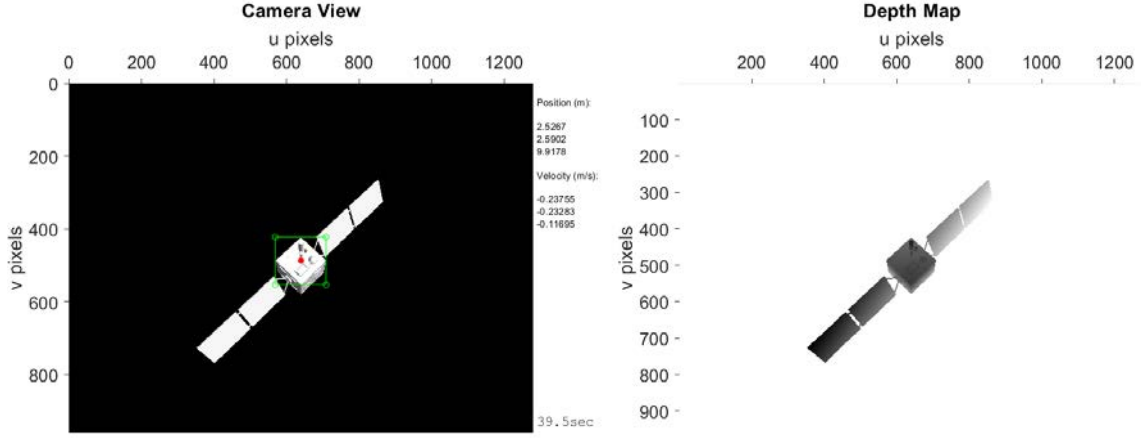 Camera View
u pixels
0 200 400 600 800 1000 1200
0
200
400
600
800
v pixels
Position (m):
2.5267
2.5902
9.9178
Velocity (m/s):
-0.23755
-0.23283
-0.11695
39.5sec
Depth Map
u pixels
200 400 600 800 1000 1200
100
200
300
400
500
600
700
800
900
v pixels